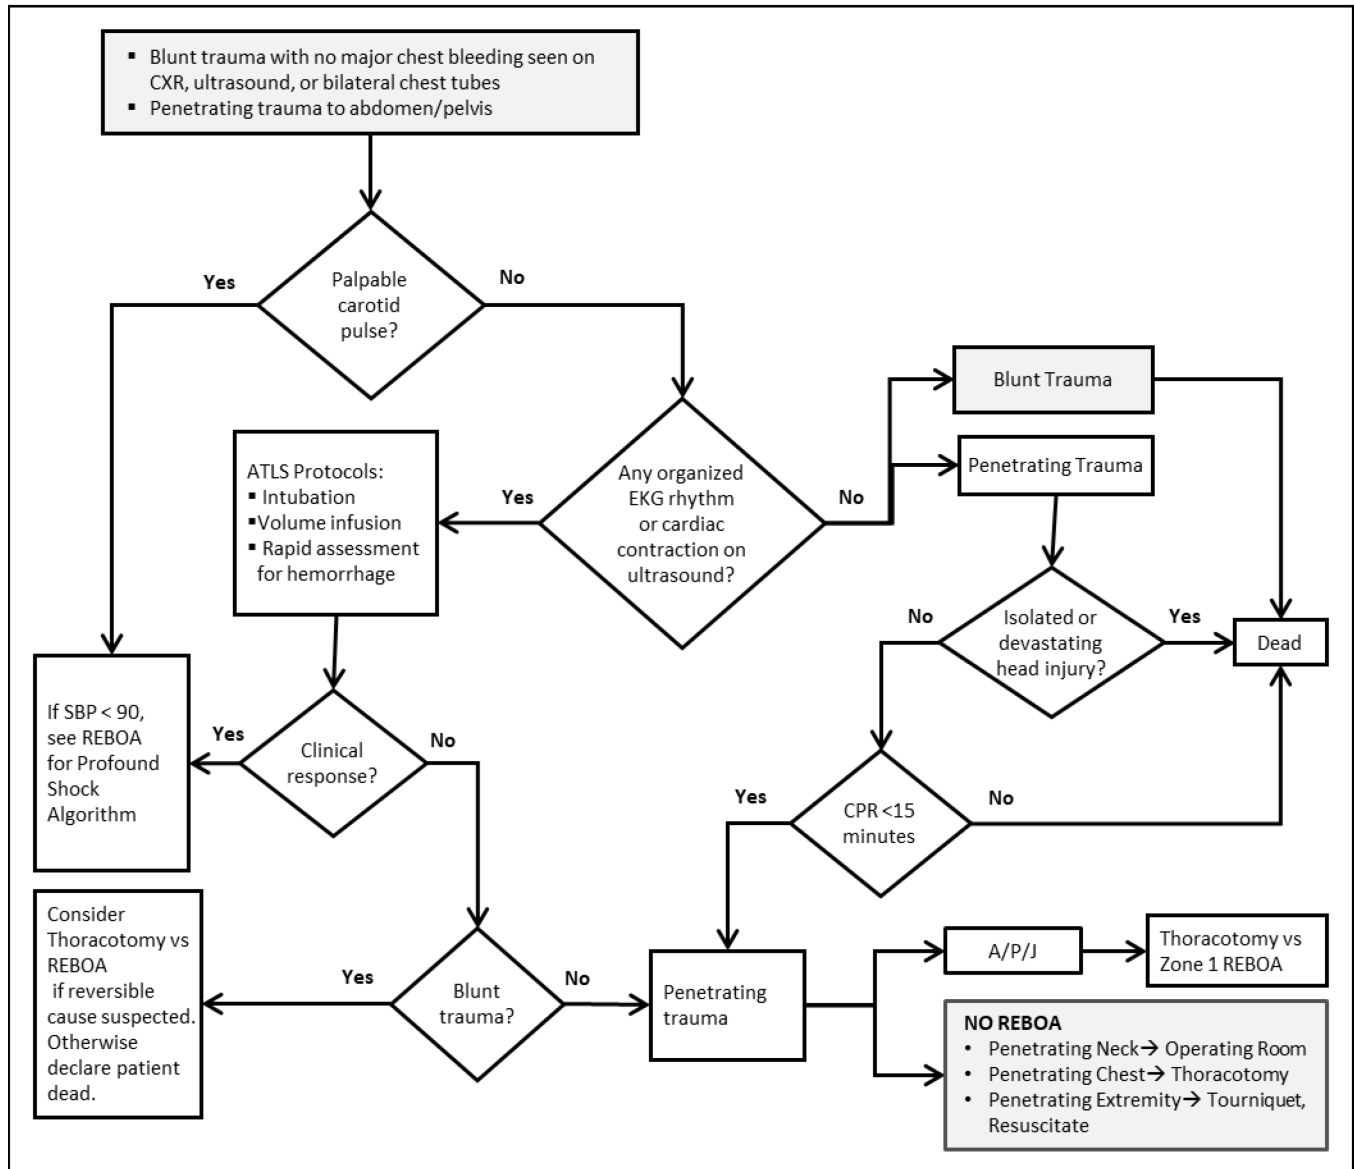 ▪ Blunt trauma with no major chest bleeding seen on
CXR, ultrasound, or bilateral chest tubes
▪ Penetrating trauma to abdomen/pelvis
Palpable
carotid
pulse?
Yes
No
Blunt Trauma
Penetrating Trauma
Any organized
EKG rhythm
or cardiac
contraction on
ultrasound?
Yes
No
ATLS Protocols:
▪ Intubation
▪Volume infusion
▪ Rapid assessment
for hemorrhage
Isolated or
devastating
head injury?
No
Yes
Dead
If SBP < 90,
see REBOA
for Profound
Shock
Algorithm
Yes
Clinical
response?
No
Yes
CPR <15
minutes
No
Consider
Thoracotomy vs
REBOA
if reversible
cause suspected.
Otherwise
declare patient
dead.
Yes
Blunt
trauma?
No
Penetrating
trauma
A/P/J
Thoracotomy vs
Zone 1 REBOA
NO REBOA
• Penetrating Neck→ Operating Room
• Penetrating Chest→ Thoracotomy
• Penetrating Extremity→ Tourniquet,
Resuscitate